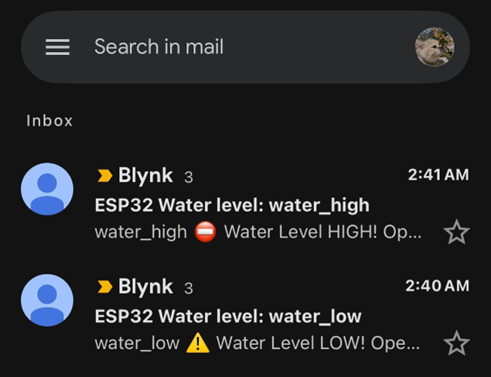 Search in mail
Inbox
Blynk 3 2:41 AM
ESP32 Water level: water_high
water_high ⛔ Water Level HIGH! Op...
Blynk 3 2:40 AM
ESP32 Water level: water_low
water_low ⚠️ Water Level LOW! Ope...